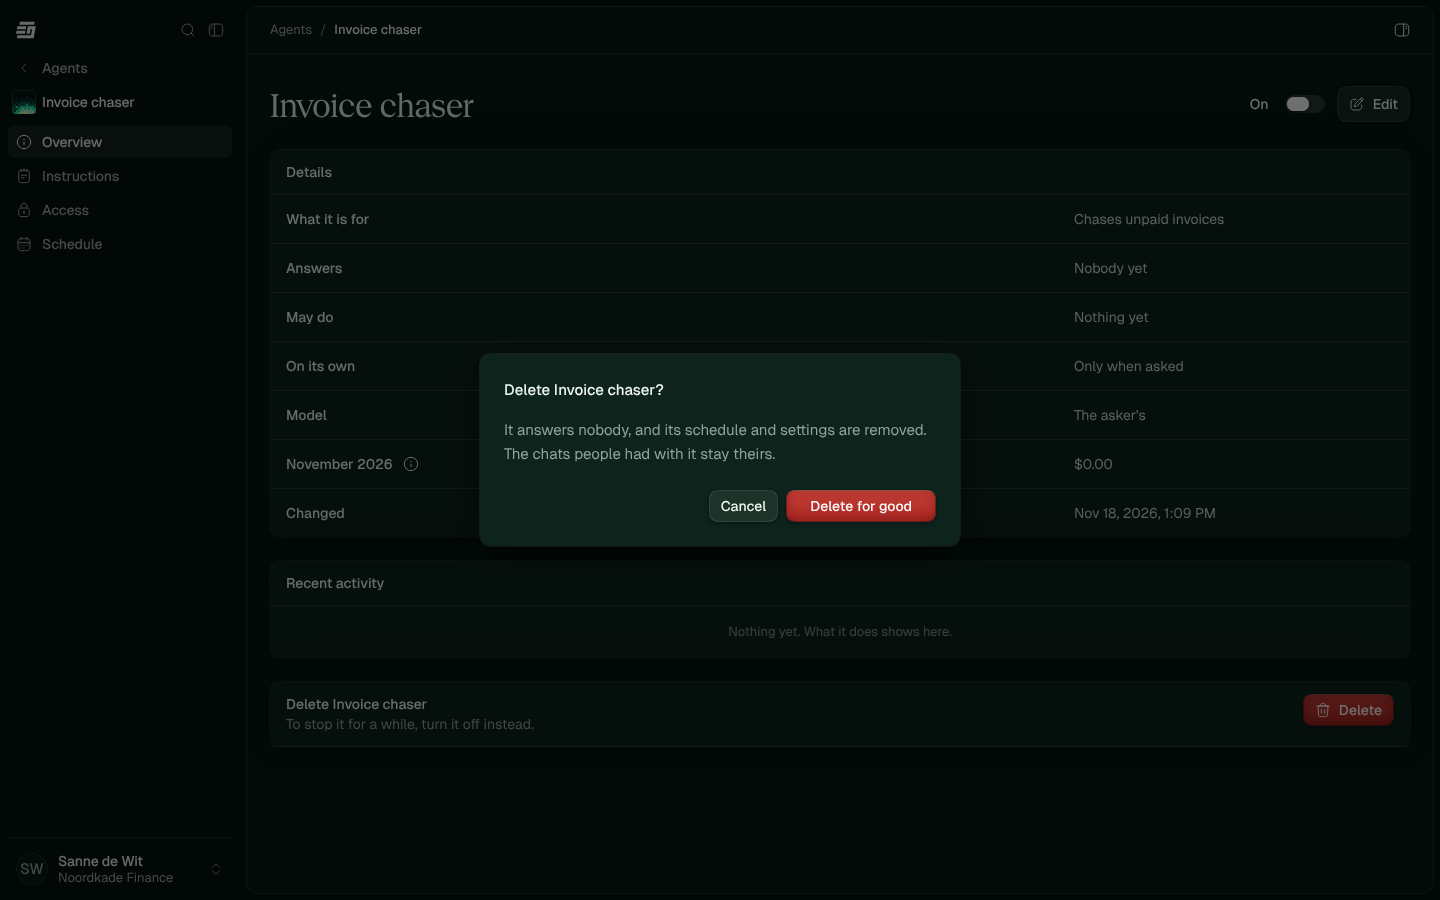 Agents
Invoice chaser
Overview
Instructions
Access
Schedule
Agents / Invoice chaser
Invoice chaser
On
Edit
Details
What it is for
Chases unpaid invoices
Answers
Nobody yet
May do
Nothing yet
On its own
Only when asked
Model
The asker's
November 2026
$0.00
Changed
Nov 18, 2026, 1:09 PM
Delete Invoice chaser?
It answers nobody, and its schedule and settings are removed.
The chats people had with it stay theirs.
Cancel
Delete for good
Recent activity
Nothing yet. What it does shows here.
Delete Invoice chaser
To stop it for a while, turn it off instead.
Delete
SW
Sanne de Wit
Noordkade Finance